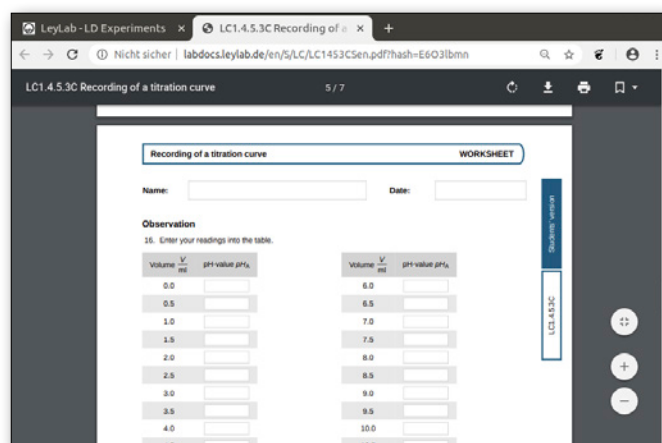 LeyLab - LD Experiments
LC1.4.5.3C Recording of a
Nicht sicher | labdocs.leylab.de/en/S/LC/LC1453CSen.pdf?hash=E6O3lbmn
LC1.4.5.3C Recording of a titration curve 5 / 7
Recording of a titration curve WORKSHEET
Name: Date:
Observation
16. Enter your readings into the table.
Volume V/ml pH-value pHA Volume V/ml pH-value pHA
0.0 6.0
0.5 6.5
1.0 7.0
1.5 7.5
2.0 8.0
2.5 8.5
3.0 9.0
3.5 9.5
4.0 10.0
Students' version
LC1.4.5.3C